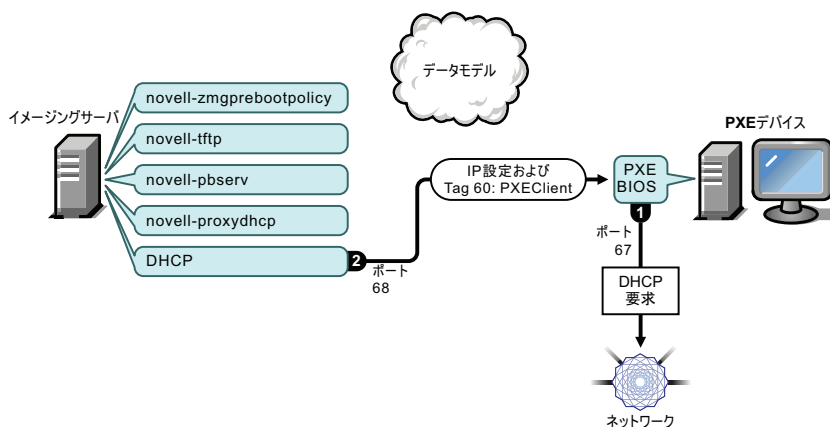 データモデル
イメージングサーバ
novell-zmgprebootpolicy
novell-tftp
novell-pbserv
novell-proxydhcp
DHCP
2
ポート
68
IP設定および
Tag 60: PXEClient
PXE
BIOS
1
PXEデバイス
ポート
67
DHCP
要求
ネットワーク